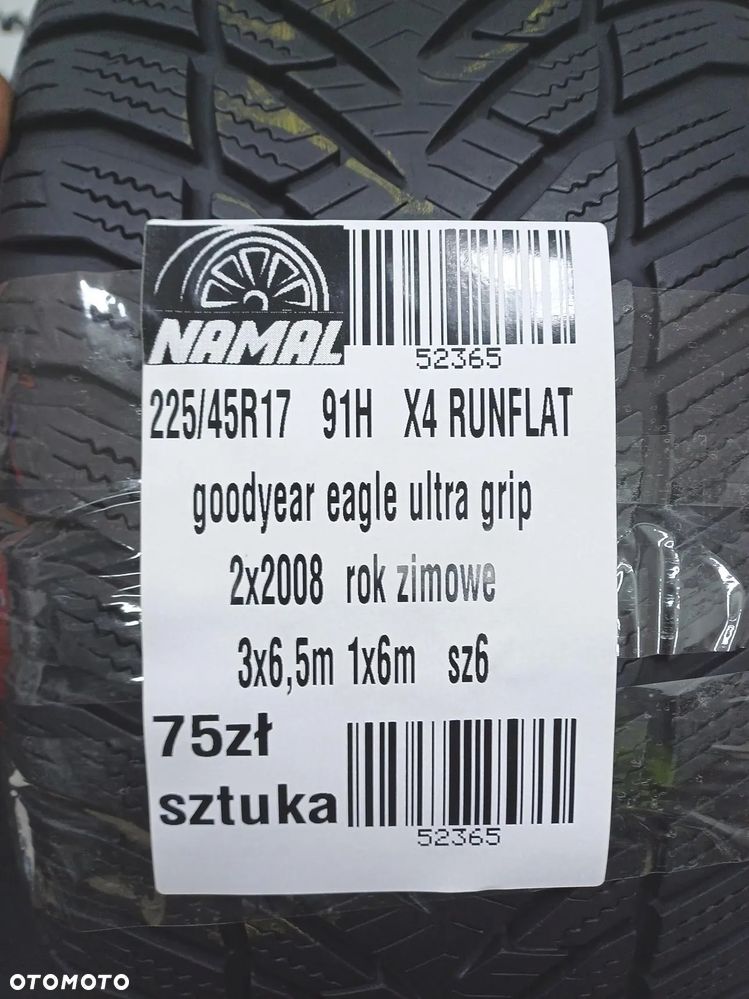 NAMAL
52365
225/45R17 91H X4 RUNFLAT
goodyear eagle ultra grip
2x2008 rok zimowe
3x6,5m 1x6m sz6
75zł
sztuka
52365
OTOMOTO